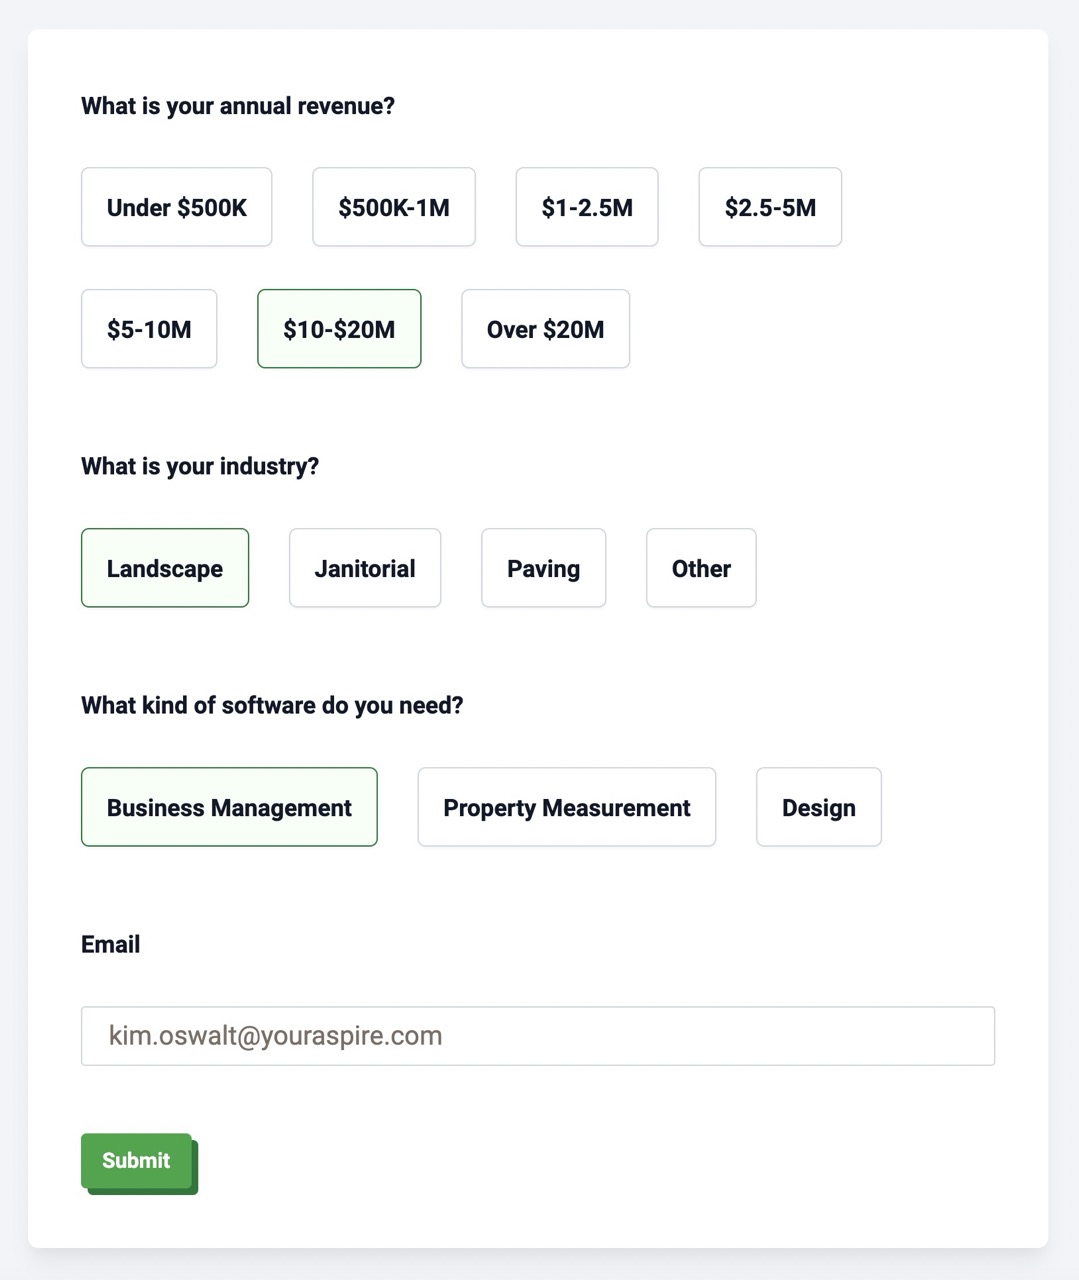 What is your annual revenue?
Under $500K $500K-1M $1-2.5M $2.5-5M
$5-10M $10-$20M Over $20M
What is your industry?
Landscape Janitorial Paving Other
What kind of software do you need?
Business Management Property Measurement Design
Email
kim.oswalt@youraspire.com
Submit